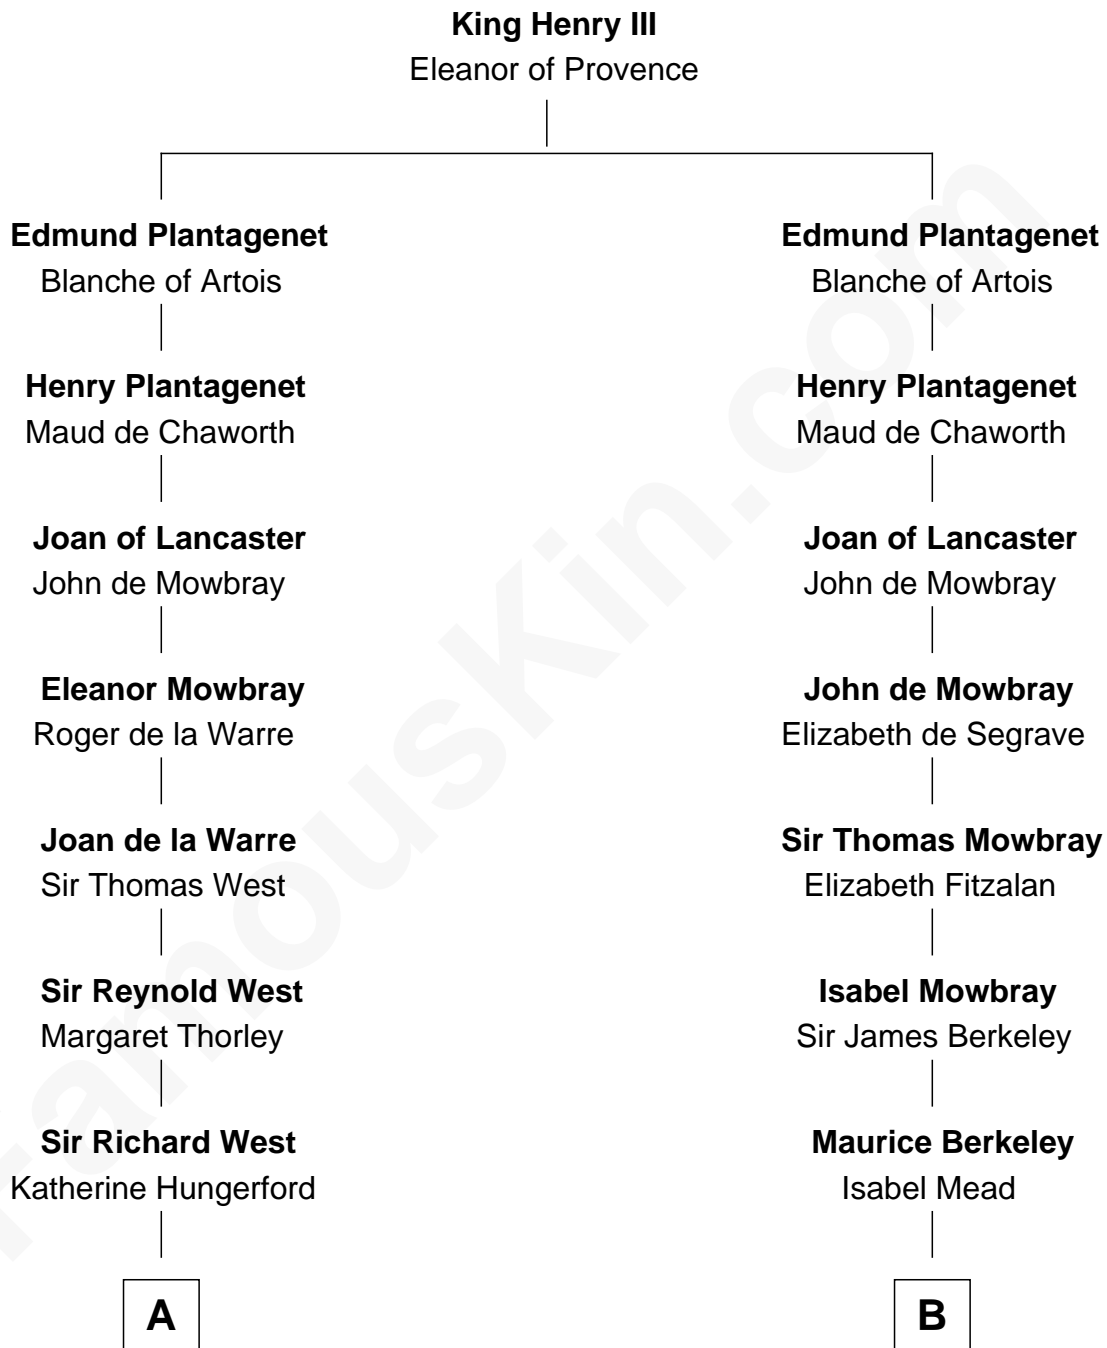 King Henry III
Eleanor of Provence
Edmund Plantagenet
Blanche of Artois
Henry Plantagenet
Maud de Chaworth
Joan of Lancaster
John de Mowbray
Eleanor Mowbray
Roger de la Warre
Joan de la Warre
Sir Thomas West
Sir Reynold West
Margaret Thorley
Sir Richard West
Katherine Hungerford
A
Edmund Plantagenet
Blanche of Artois
Henry Plantagenet
Maud de Chaworth
Joan of Lancaster
John de Mowbray
John de Mowbray
Elizabeth de Segrave
Sir Thomas Mowbray
Elizabeth Fitzalan
Isabel Mowbray
Sir James Berkeley
Maurice Berkeley
Isabel Mead
B
FamousKin.com